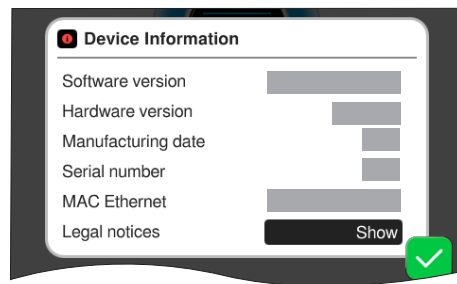 Device Information
Software version
Hardware version
Manufacturing date
Serial number
MAC Ethernet
Legal notices Show